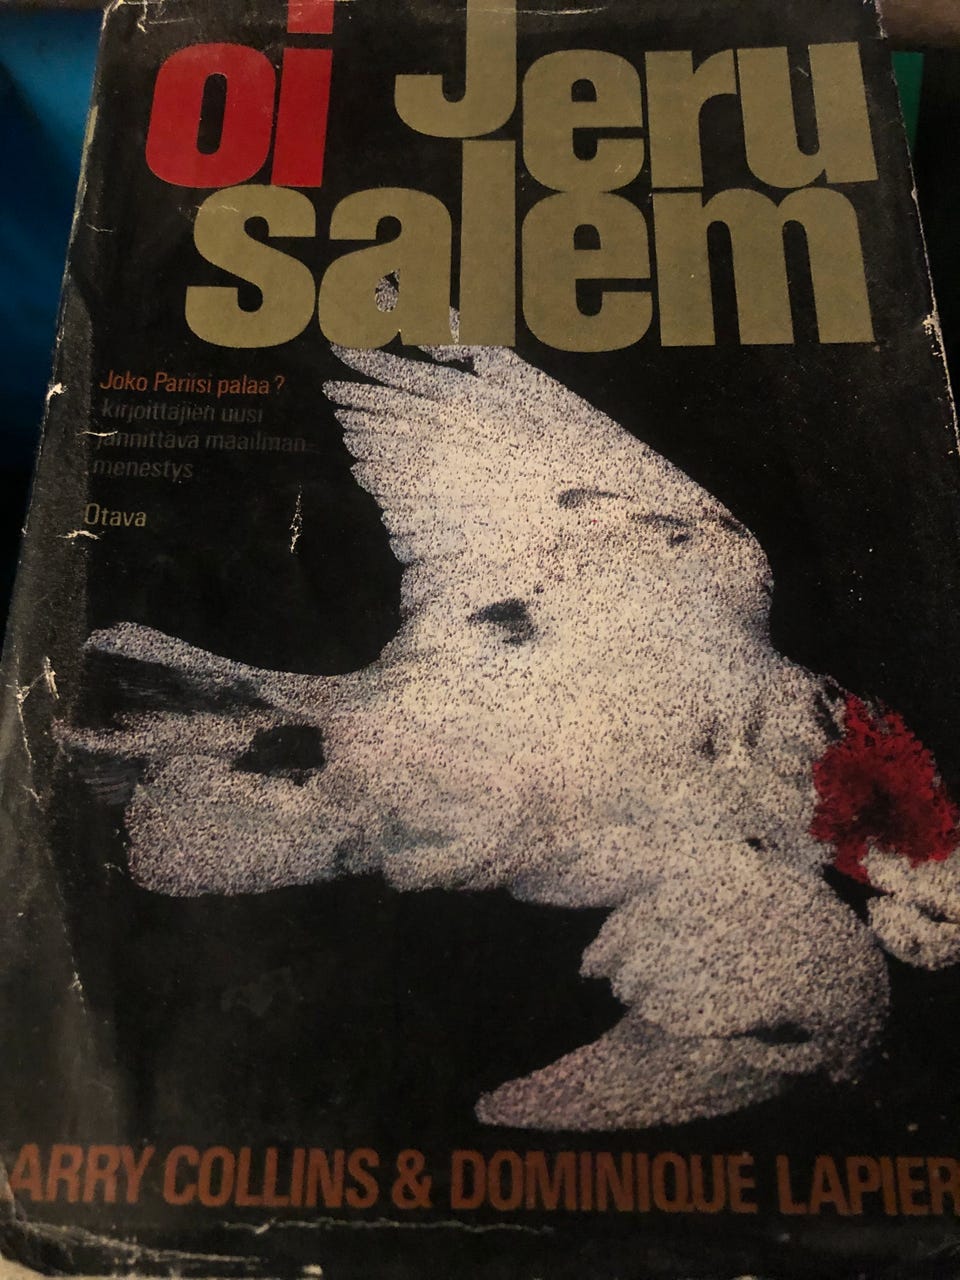 oi Jeru
salem
Joko Pariisi palaa?
kirjoittajien uusi
jännittävä maailman-
menestys
Otava
ARRY COLLINS & DOMINIQUE LAPIER